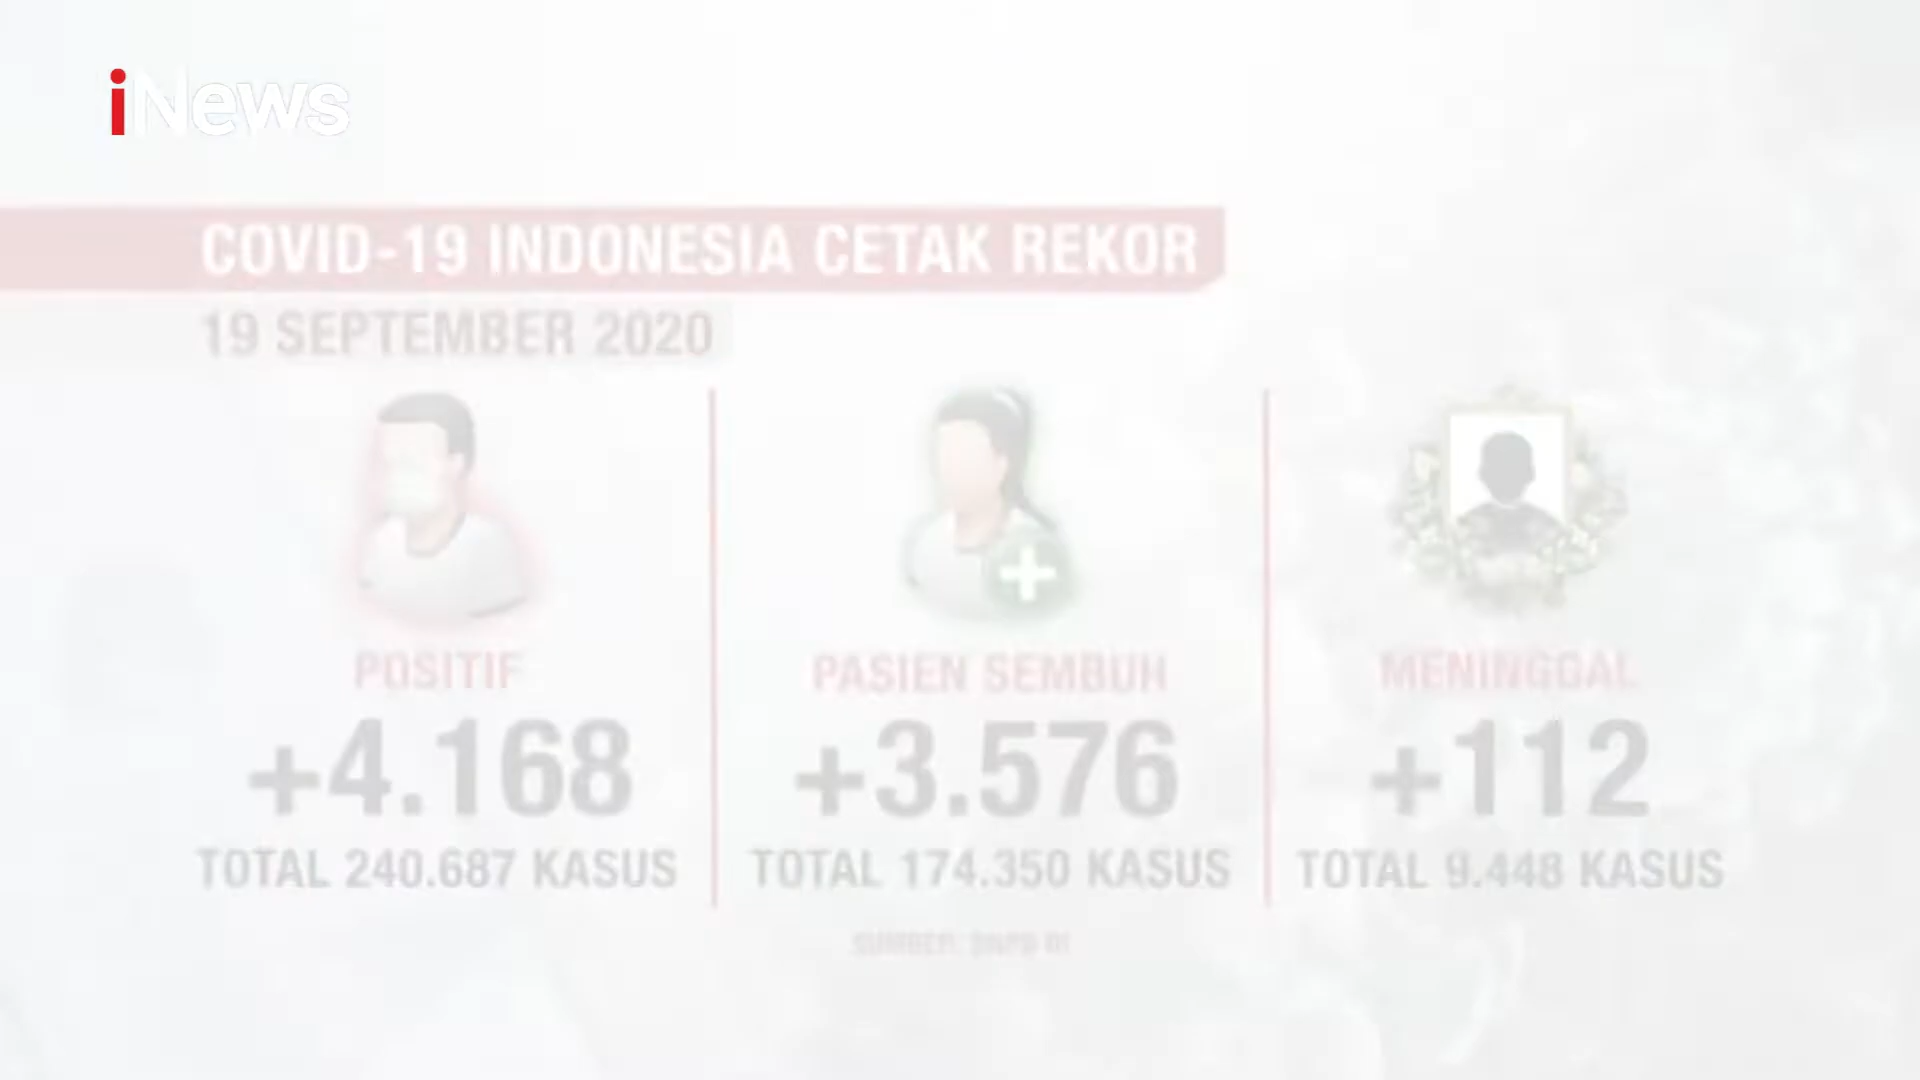 iNews
COVID-19 INDONESIA CETAK REKOR
19 SEPTEMBER 2020
POSITIF
+4.168
TOTAL 240.687 KASUS
PASIEN SEMBUH
+3.576
TOTAL 174.350 KASUS
MENINGGAL
+112
TOTAL 9.448 KASUS
SUMBER: